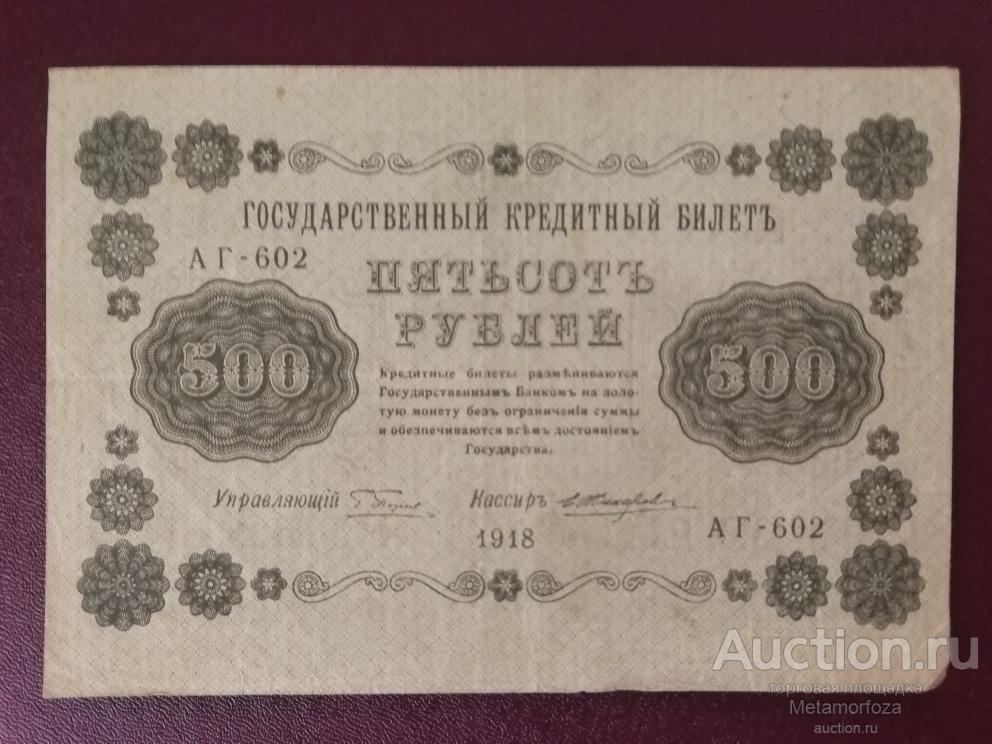 ГОСУДАРСТВЕННЫЙ КРЕДИТНЫЙ БИЛЕТЪ
АГ-602
ПЯТЬСОТЪ
РУБЛЕЙ
500
500
Кредитные билеты размѣниваются
Государственнымъ Банкомъ на золо-
тую монету безъ ограниченія суммы
и обезпечиваются всѣмъ достояніемъ
Государства.
Управляющій
Кассиръ
1918
АГ-602
Auction.ru
торговая площадка
Metamorfoza
auction.ru